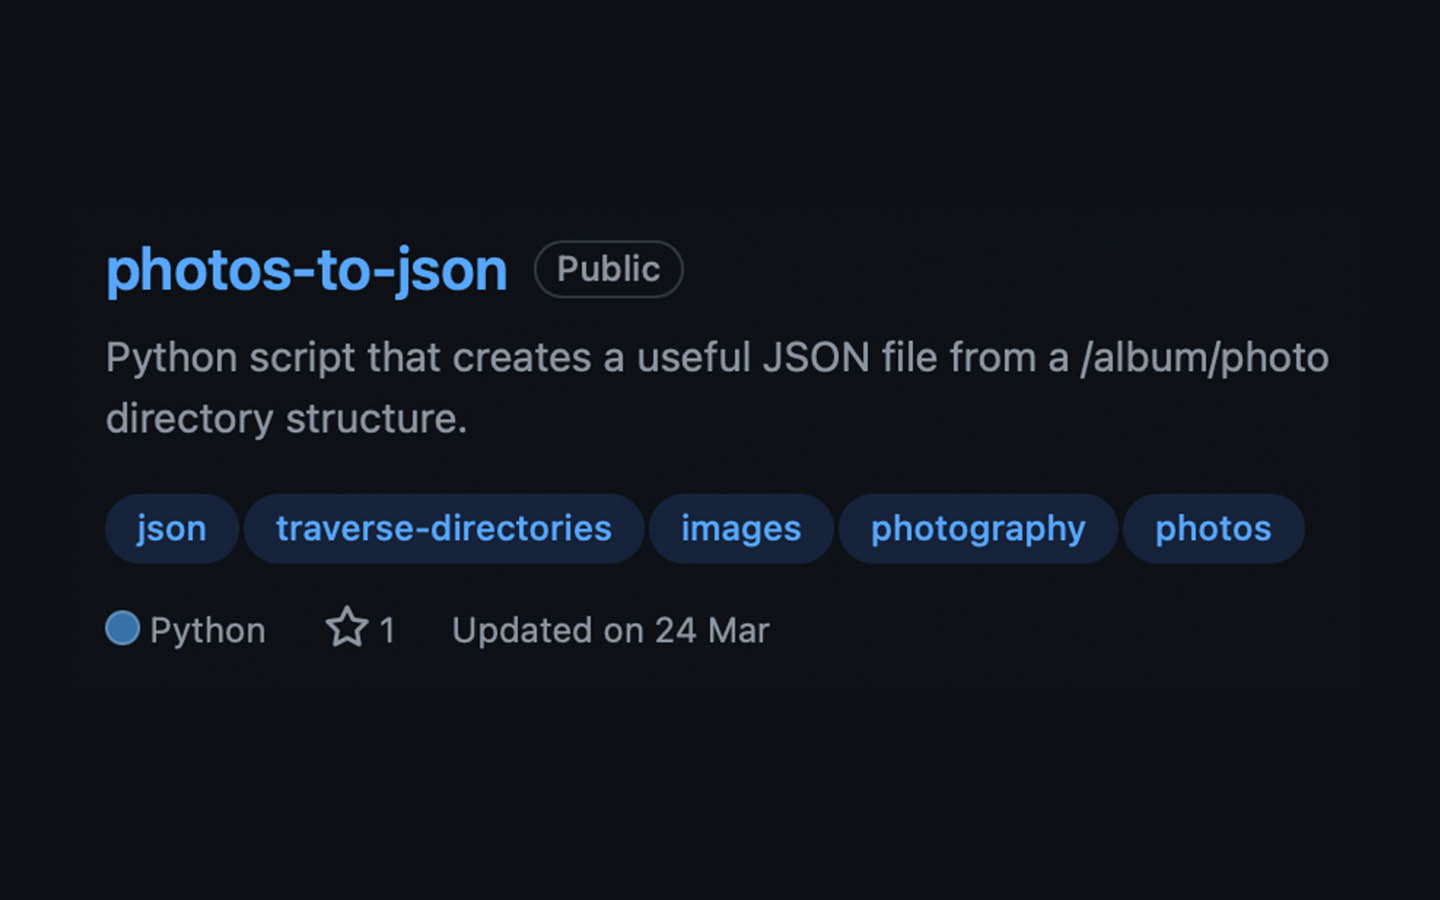 photos-to-json Public
Python script that creates a useful JSON file from a /album/photo
directory structure.
json traverse-directories images photography photos
Python 1 Updated on 24 Mar